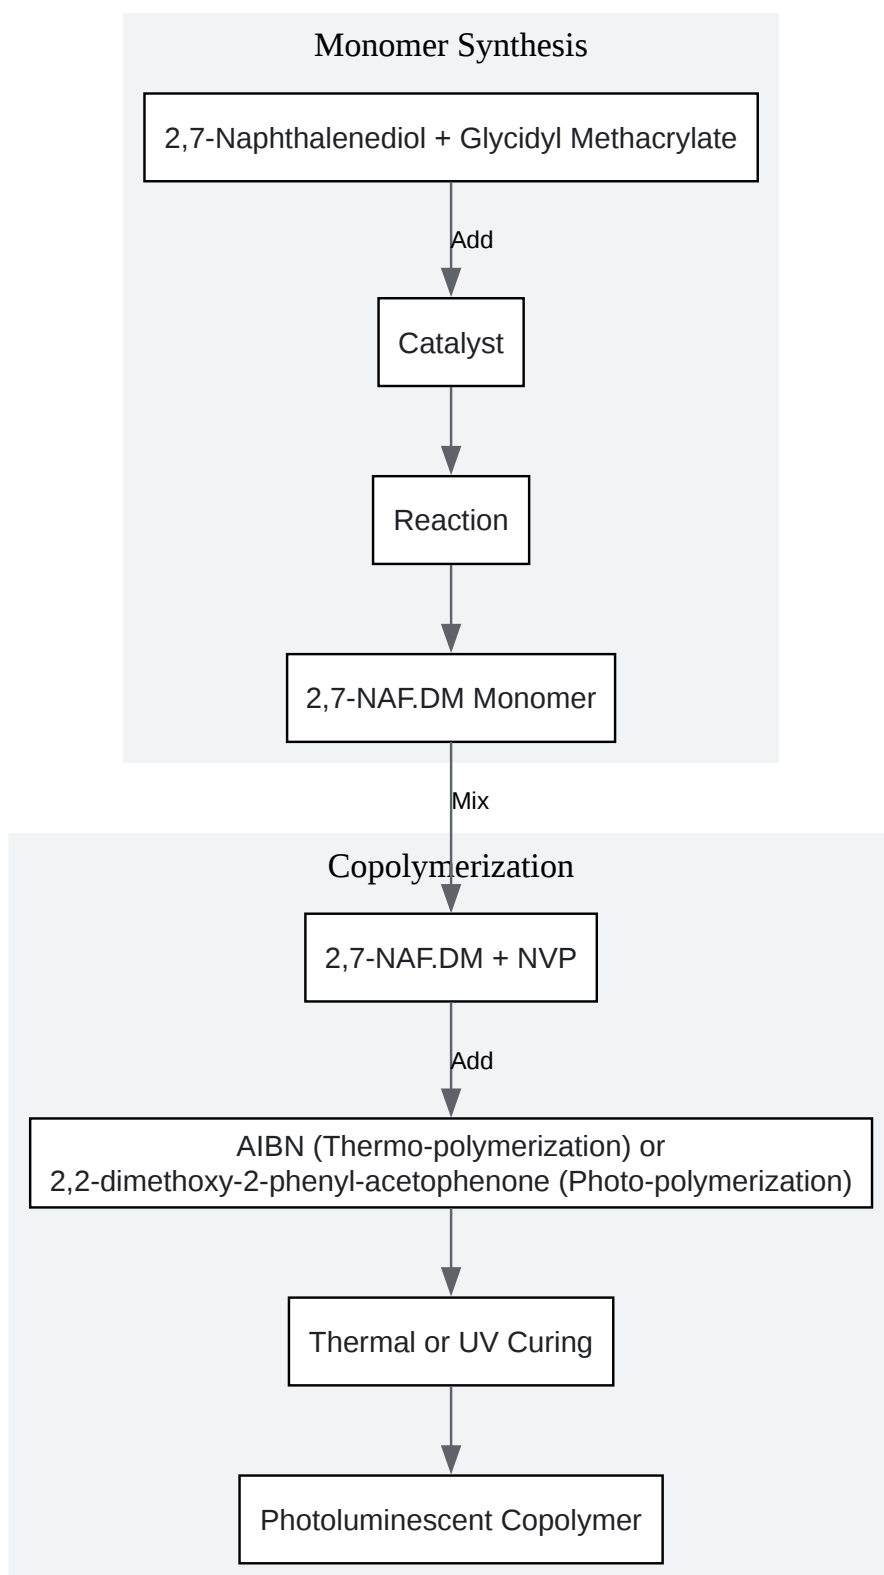 Monomer Synthesis
2,7-Naphthalenediol + Glycidyl Methacrylate
Add
Catalyst
Reaction
2,7-NAF.DM Monomer
Mix
Copolymerization
2,7-NAF.DM + NVP
Add
AIBN (Thermo-polymerization) or
2,2-dimethoxy-2-phenyl-acetophenone (Photo-polymerization)
Thermal or UV Curing
Photoluminescent Copolymer